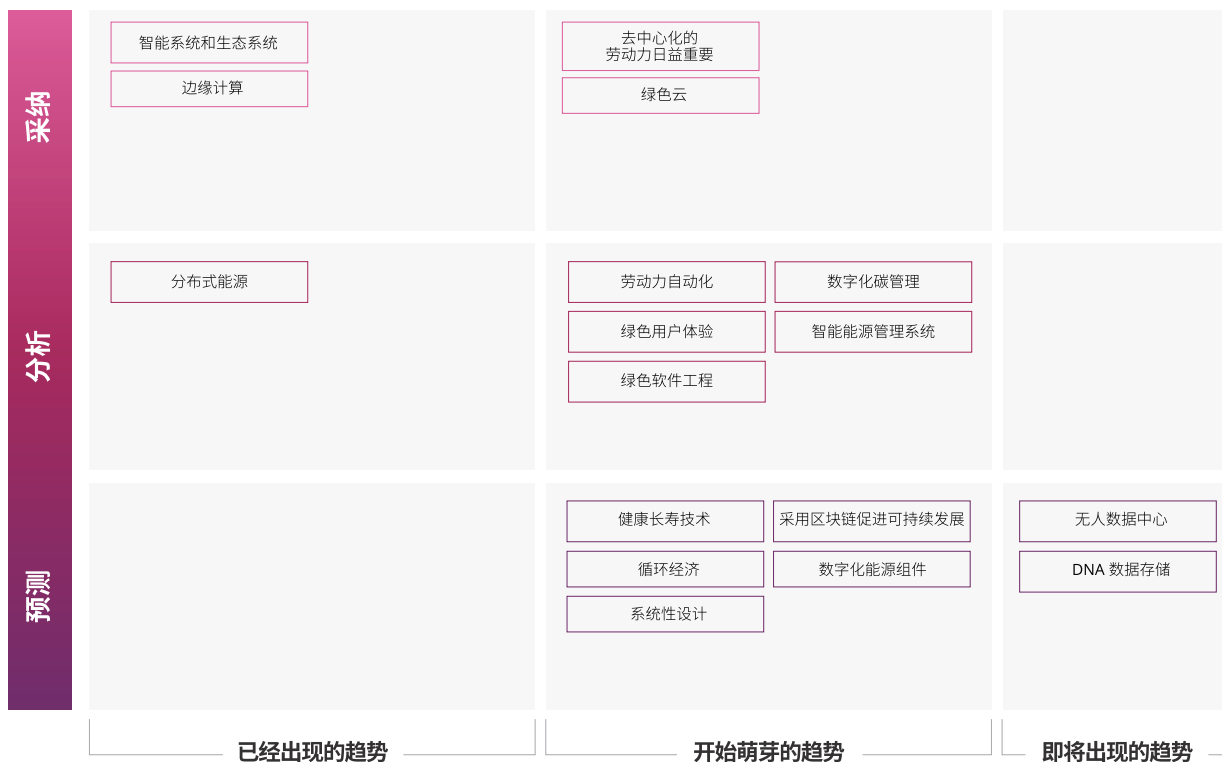 采纳
智能系统和生态系统
边缘计算
去中心化的
劳动力日益重要
绿色云
分析
分布式能源
劳动力自动化
数字化碳管理
绿色用户体验
智能能源管理系统
绿色软件工程
预测
健康长寿技术
采用区块链促进可持续发展
循环经济
数字化能源组件
系统性设计
无人数据中心
DNA 数据存储
已经出现的趋势
开始萌芽的趋势
即将出现的趋势